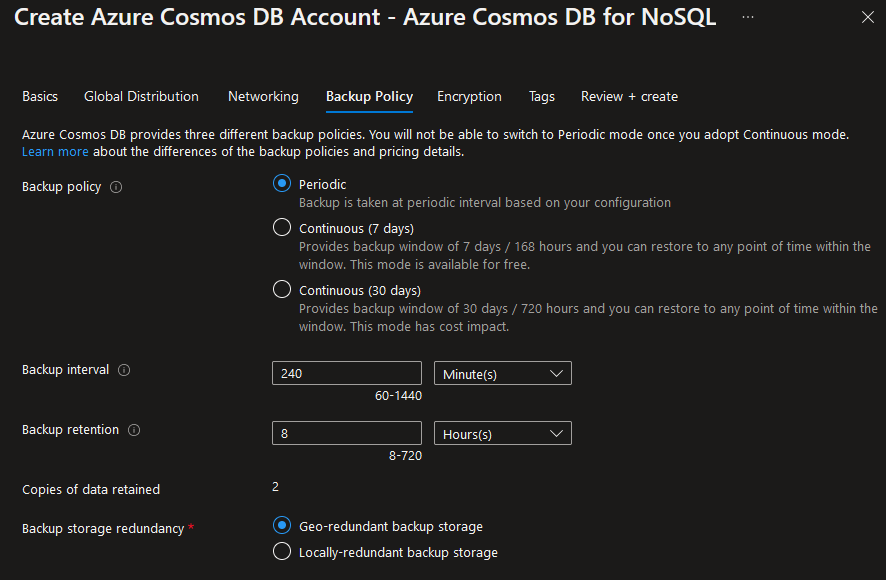 Create Azure Cosmos DB Account - Azure Cosmos DB for NoSQL ...
Basics Global Distribution Networking Backup Policy Encryption Tags Review + create
Azure Cosmos DB provides three different backup policies. You will not be able to switch to Periodic mode once you adopt Continuous mode.
Learn more about the differences of the backup policies and pricing details.
Backup policy
Periodic
Backup is taken at periodic interval based on your configuration
Continuous (7 days)
Provides backup window of 7 days / 168 hours and you can restore to any point of time within the
window. This mode is available for free.
Continuous (30 days)
Provides backup window of 30 days / 720 hours and you can restore to any point of time within the
window. This mode has cost impact.
Backup interval 240 Minute(s)
60-1440
Backup retention 8 Hours(s)
8-720
Copies of data retained 2
Backup storage redundancy * Geo-redundant backup storage
Locally-redundant backup storage